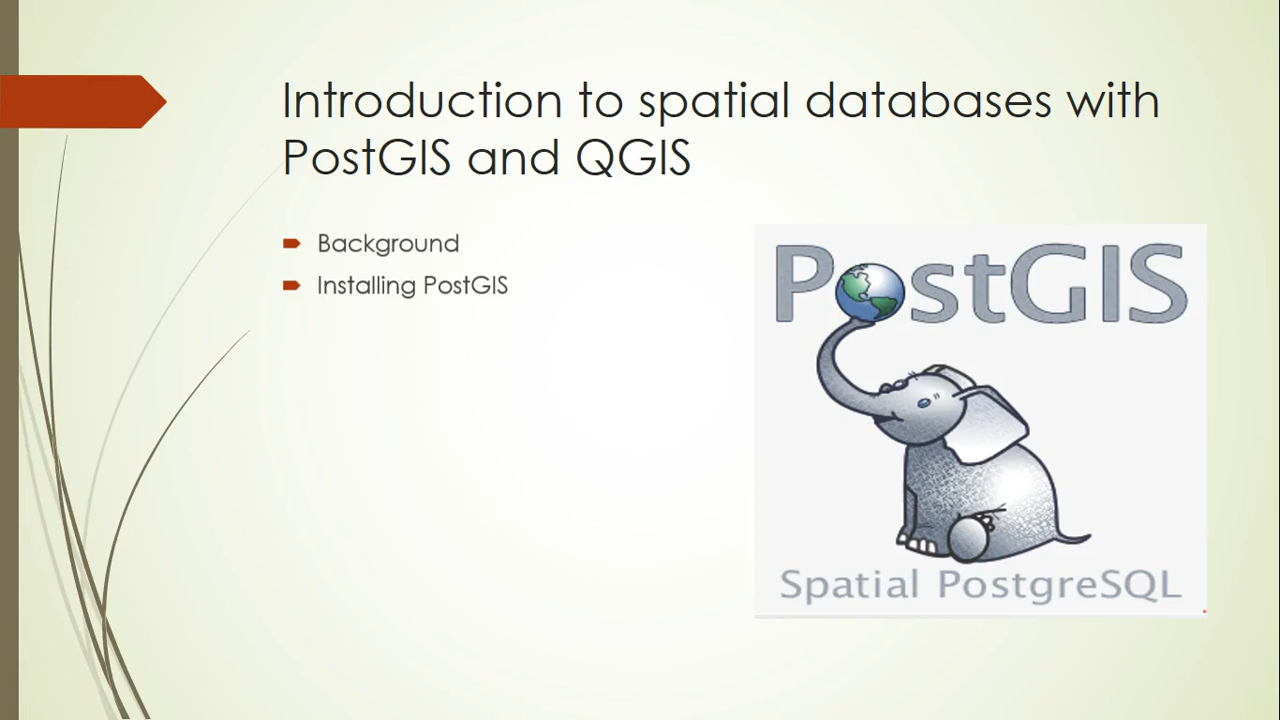 Introduction to spatial databases with
PostGIS and QGIS
Background
Installing PostGIS
PostGIS
Spatial PostgreSQL